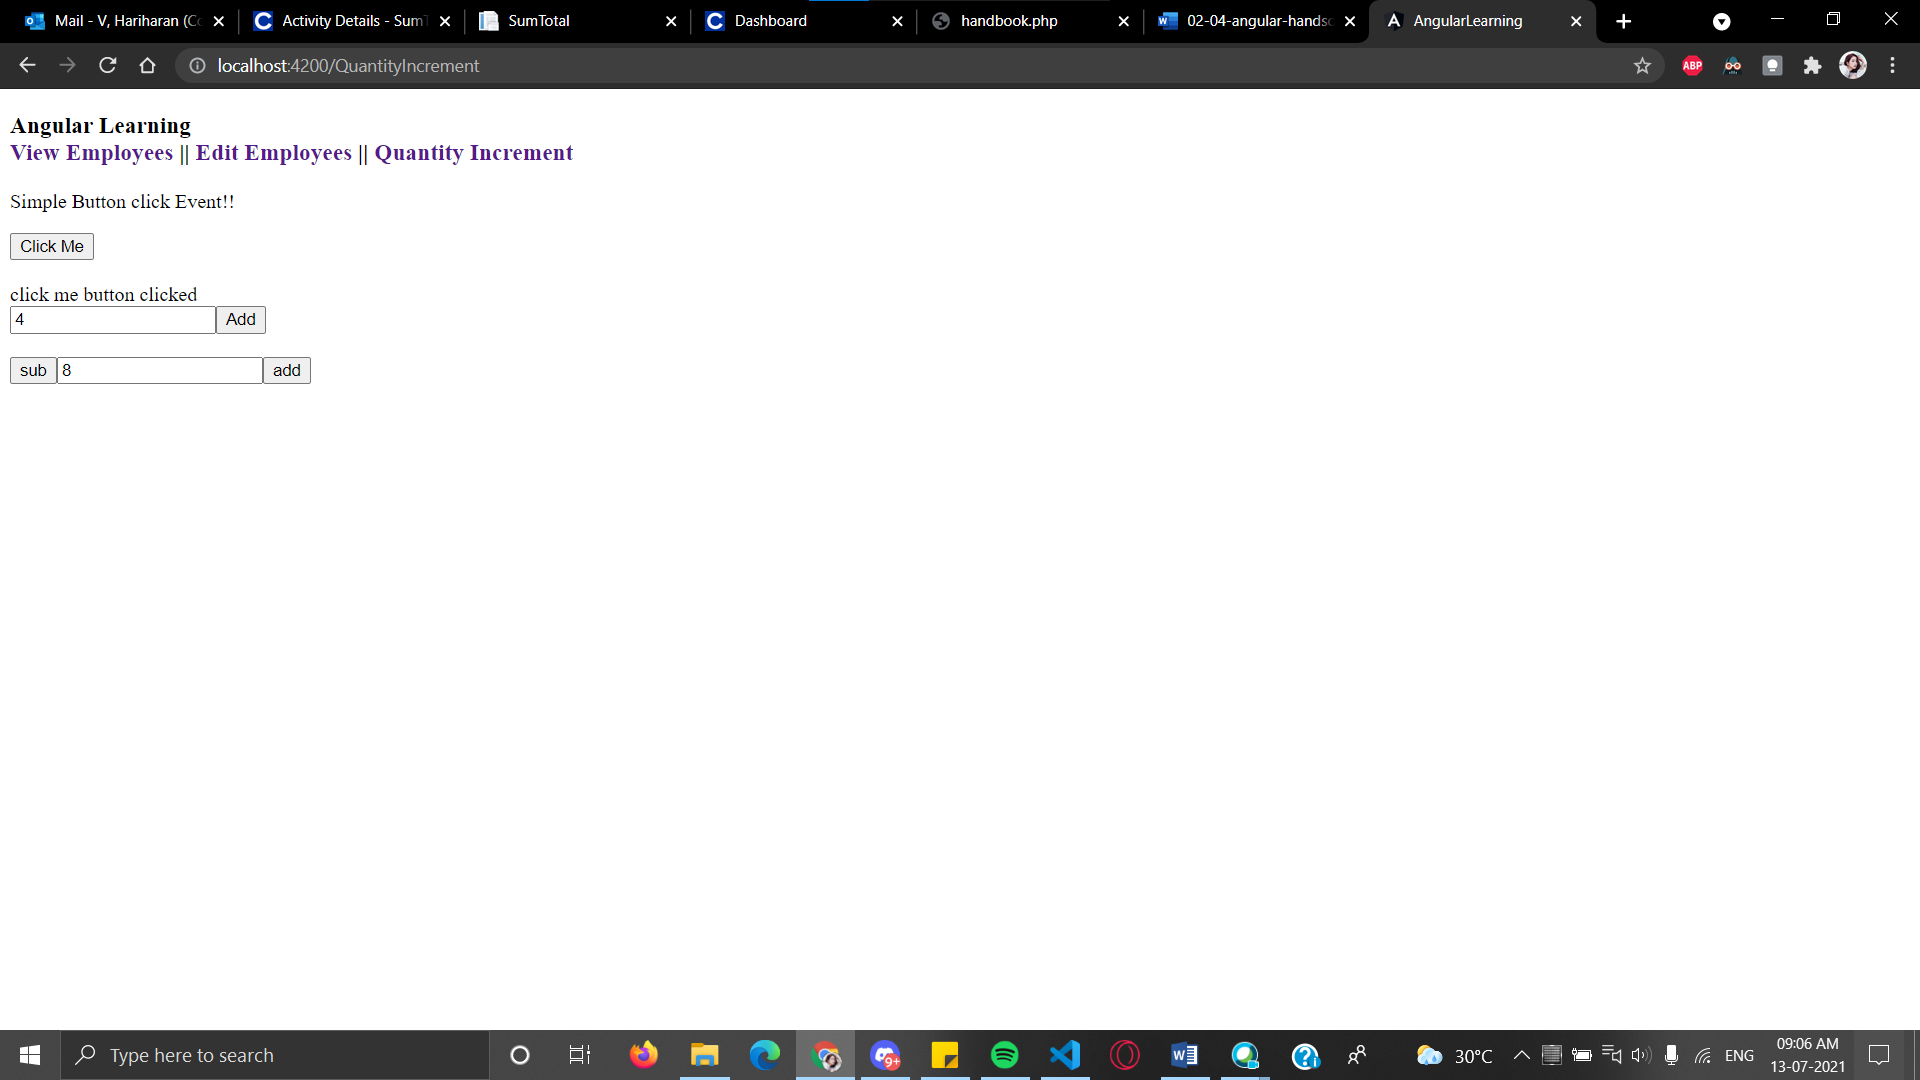 Mail - V, Hariharan (Co
Activity Details - SumT
SumTotal
Dashboard
handbook.php
02-04-angular-handso
AngularLearning
localhost:4200/QuantityIncrement
ABP
Angular Learning
View Employees || Edit Employees || Quantity Increment
Simple Button click Event!!
Click Me
click me button clicked
4 Add
sub 8 add
Type here to search
9+
30°C
ENG
09:06 AM
13-07-2021